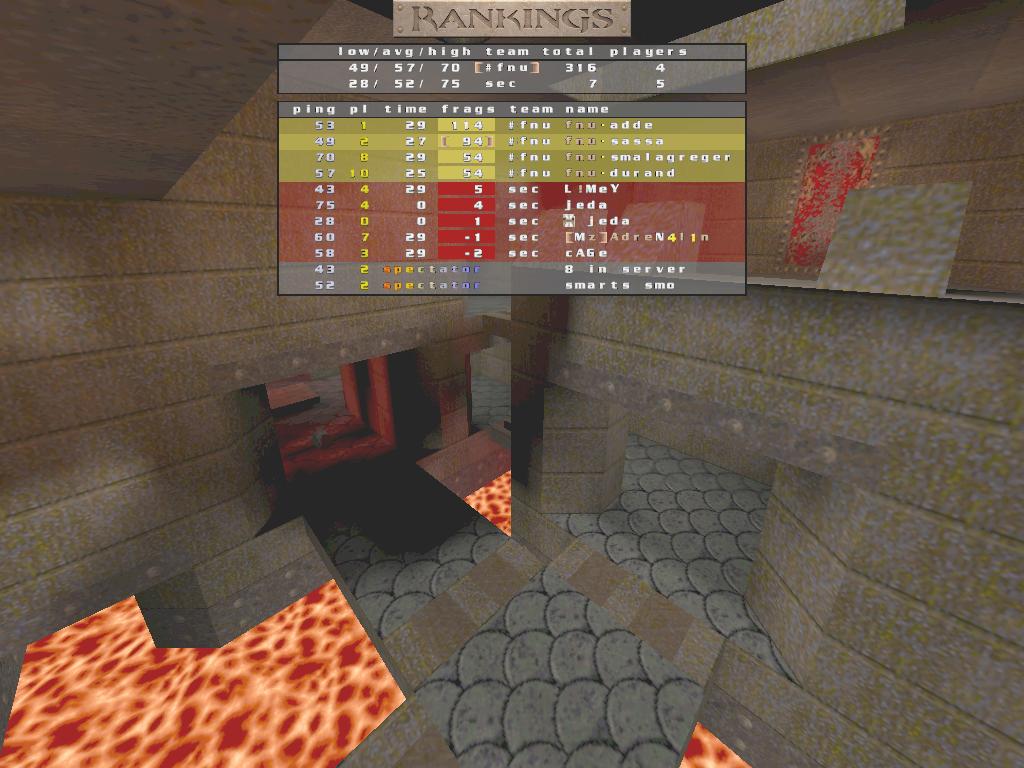 RANKINGS
low/avg/high team total players
49/ 57/ 70 [#fnu] 316 4
28/ 52/ 75 sec 7 5
ping pl time frags team name
53 1 29 114 #fnu fnu·adde
49 2 27 [ 94] #fnu fnu·sassa
70 8 29 54 #fnu fnu·smalagreger
57 10 25 54 #fnu fnu·durand
43 4 29 5 sec L!MeY
75 4 0 4 sec jeda
28 0 0 1 sec jeda
60 7 29 -1 sec [Mz]AdreN4l1n
58 3 29 -2 sec cAGe
43 2 spectator 8 in server
52 2 spectator smarts smo